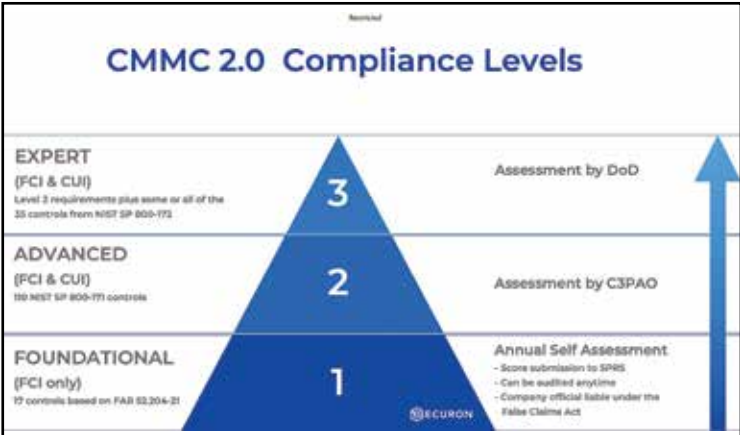 Restricted
CMMC 2.0 Compliance Levels
EXPERT
(FCI & CUI)
Level 2 requirements plus some or all of the
35 controls from NIST SP 800-172
3
Assessment by DoD
ADVANCED
(FCI & CUI)
110 NIST SP 800-171 controls
2
Assessment by C3PAO
FOUNDATIONAL
(FCI only)
17 controls based on FAR 52.204-21
1
Annual Self Assessment
- Score submission to SPRS
- Can be audited anytime
- Company official liable under the
False Claims Act
SECURON